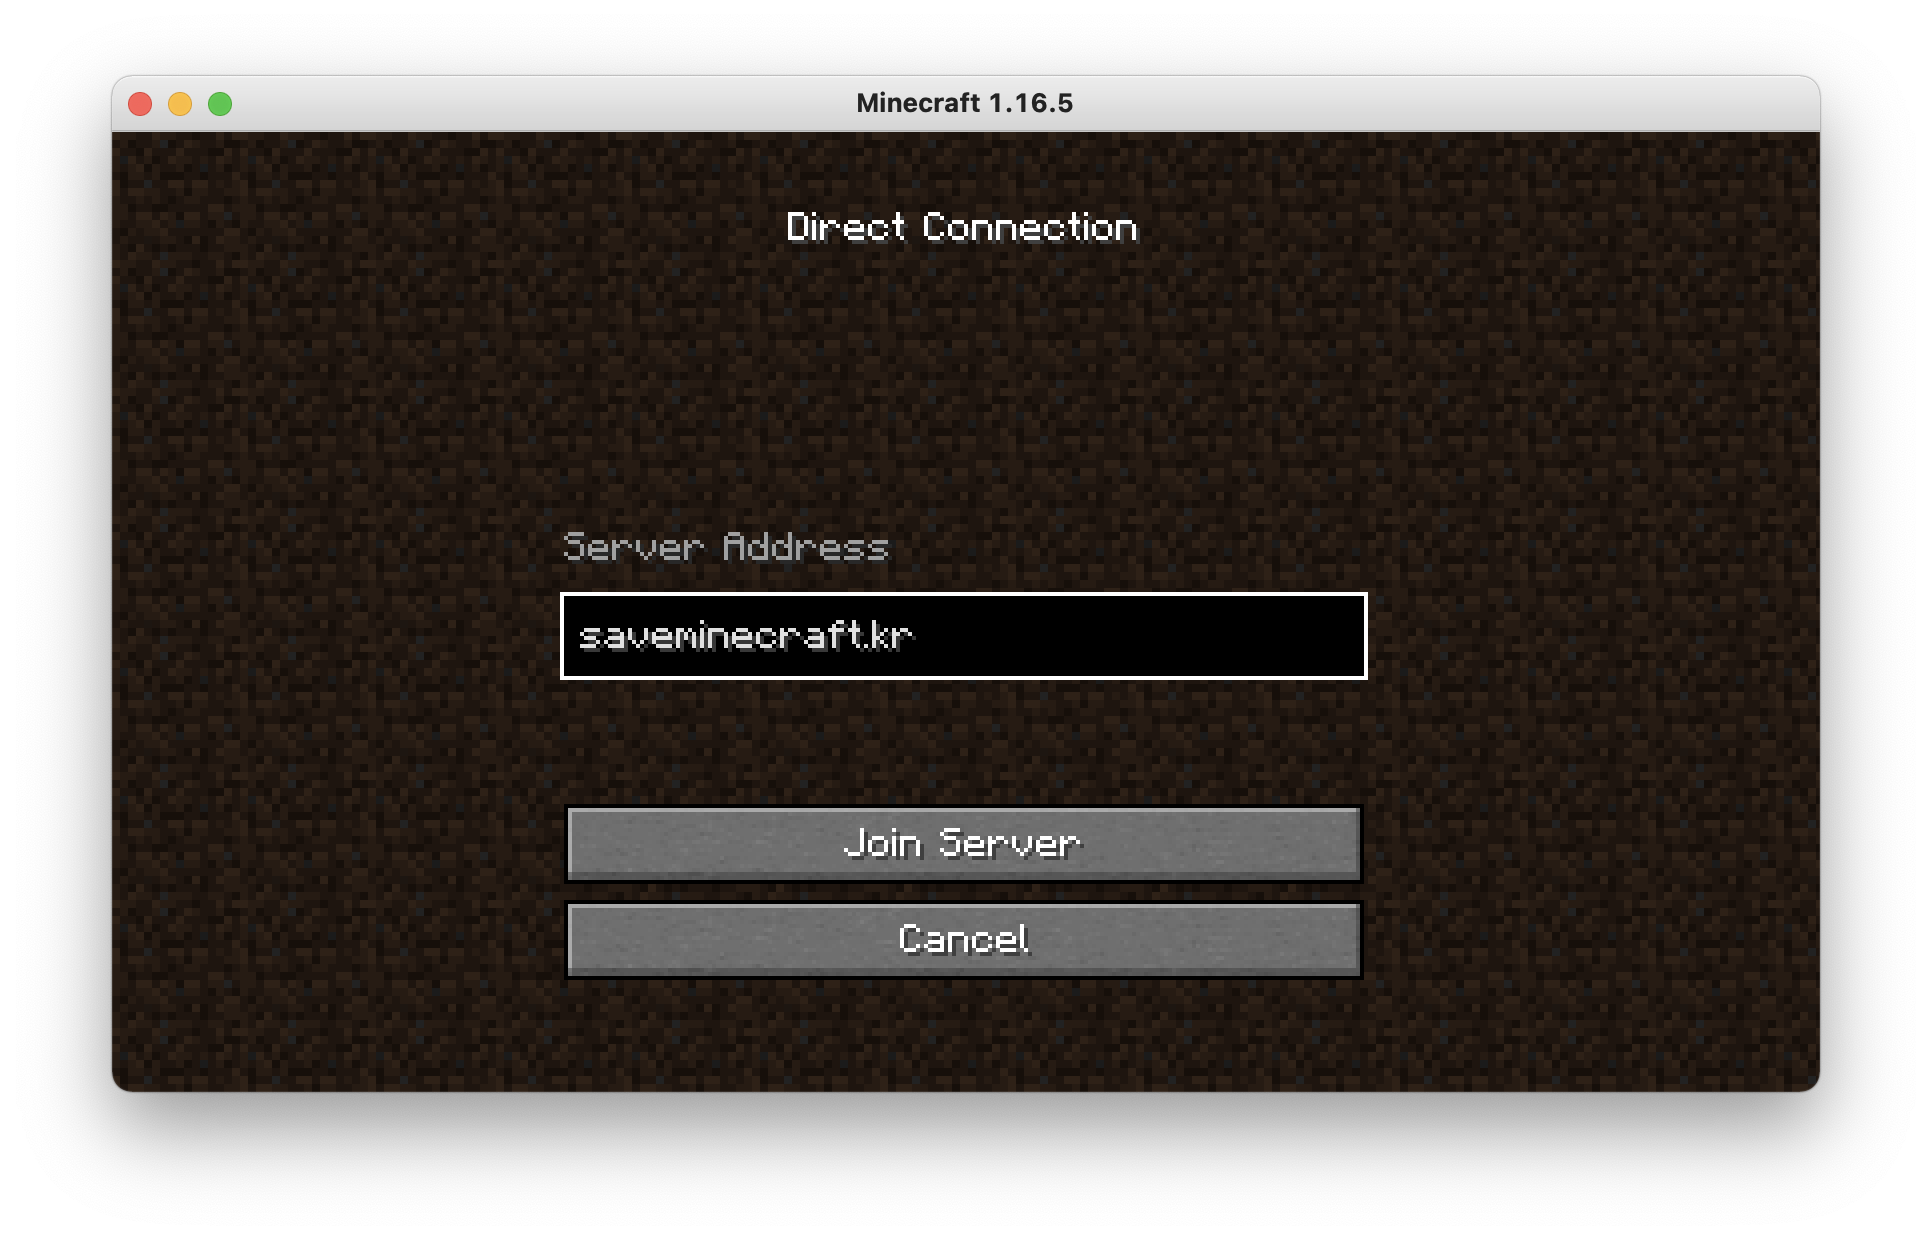 Minecraft 1.16.5
Direct Connection
Server Address
saveminecraft.kr
Join Server
Cancel